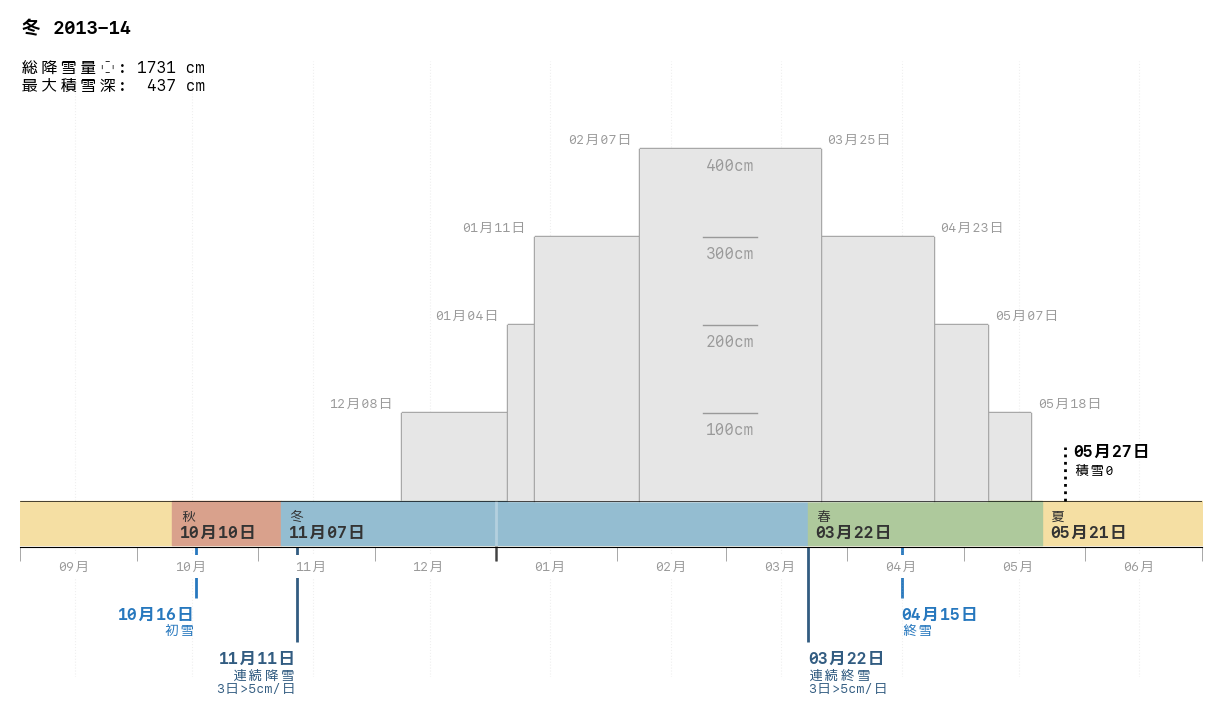 冬 2013−14
総降雪量: 1731 cm
最大積雪深: 437 cm
02月07日
03月25日
400cm
01月11日
04月23日
300cm
01月04日
05月07日
200cm
12月08日
05月18日
100cm
05月27日
積雪0
秋
10月10日
冬
11月07日
春
03月22日
夏
05月21日
09月
10月
11月
12月
01月
02月
03月
04月
05月
06月
10月16日
初雪
04月15日
終雪
11月11日
連続降雪
3日>5cm/日
03月22日
連続終雪
3日>5cm/日